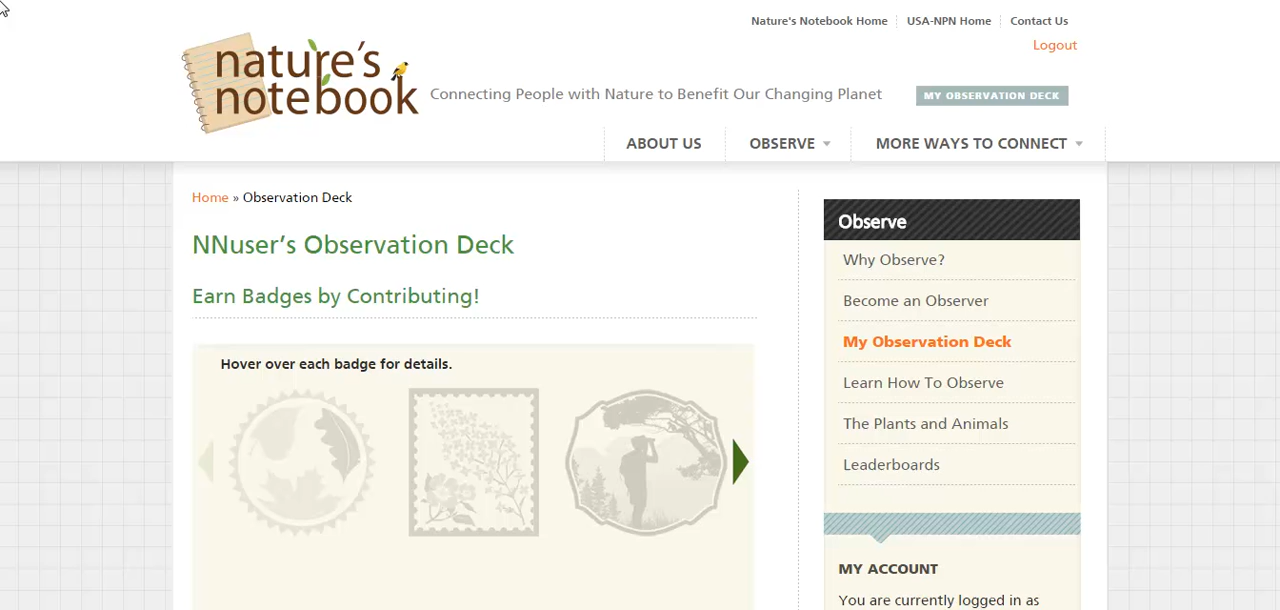 Nature's Notebook Home
USA-NPN Home
Contact Us
Logout
nature's
notebook
Connecting People with Nature to Benefit Our Changing Planet
MY OBSERVATION DECK
ABOUT US
OBSERVE
MORE WAYS TO CONNECT
Home » Observation Deck
NNuser's Observation Deck
Earn Badges by Contributing!
Hover over each badge for details.
Observe
Why Observe?
Become an Observer
My Observation Deck
Learn How To Observe
The Plants and Animals
Leaderboards
MY ACCOUNT
You are currently logged in as